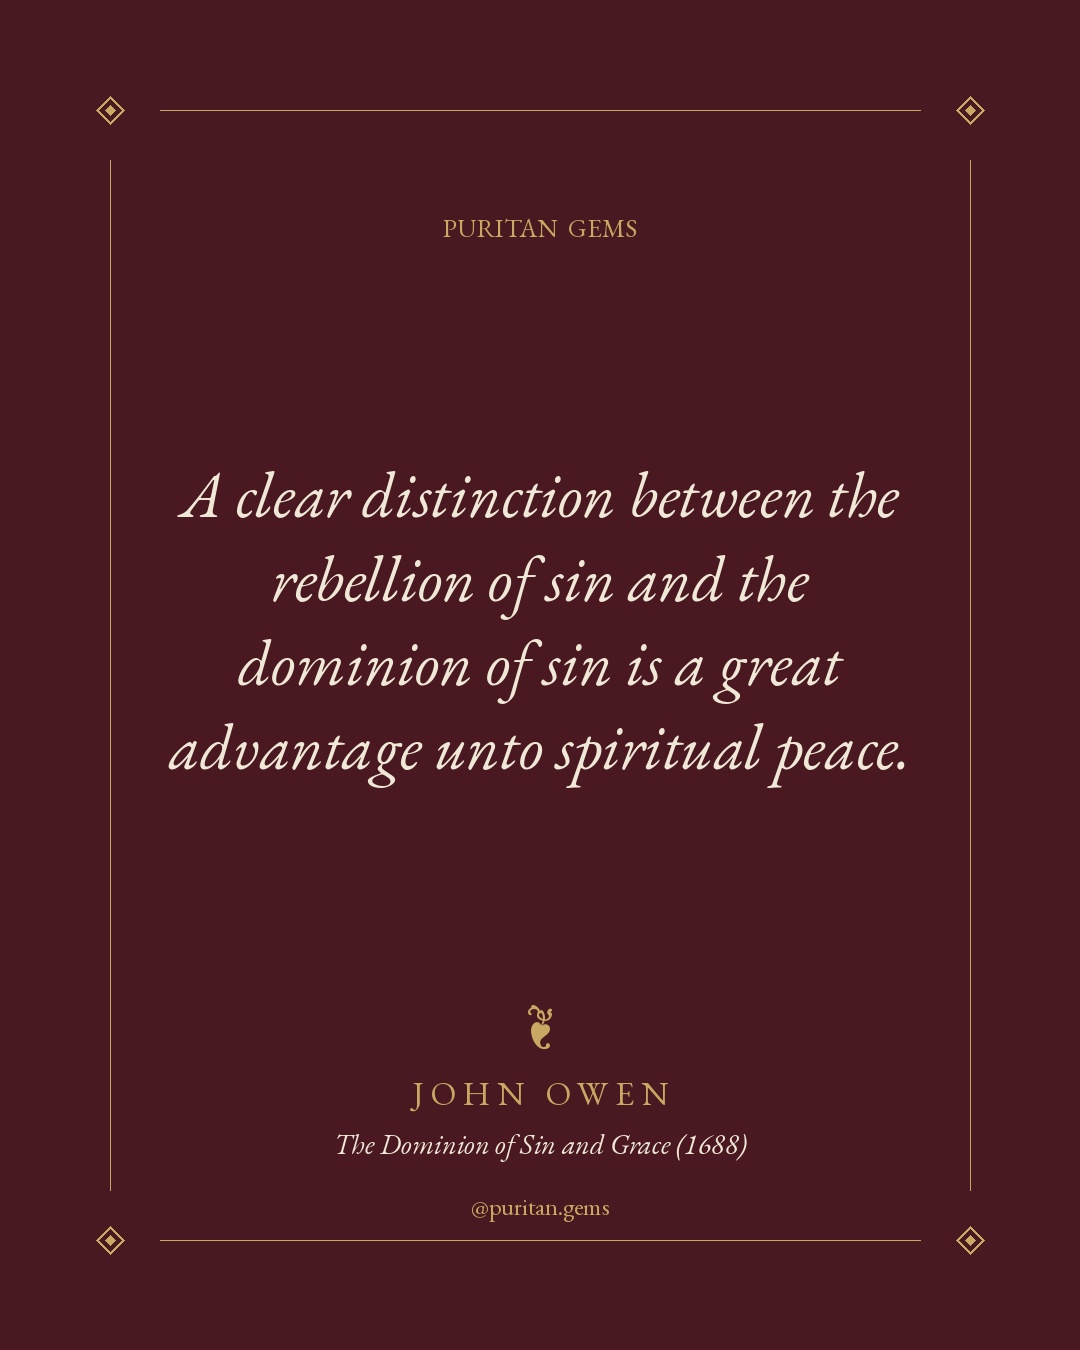 PURITAN GEMS
A clear distinction between the
rebellion of sin and the
dominion of sin is a great
advantage unto spiritual peace.
JOHN OWEN
The Dominion of Sin and Grace (1688)
@puritan.gems